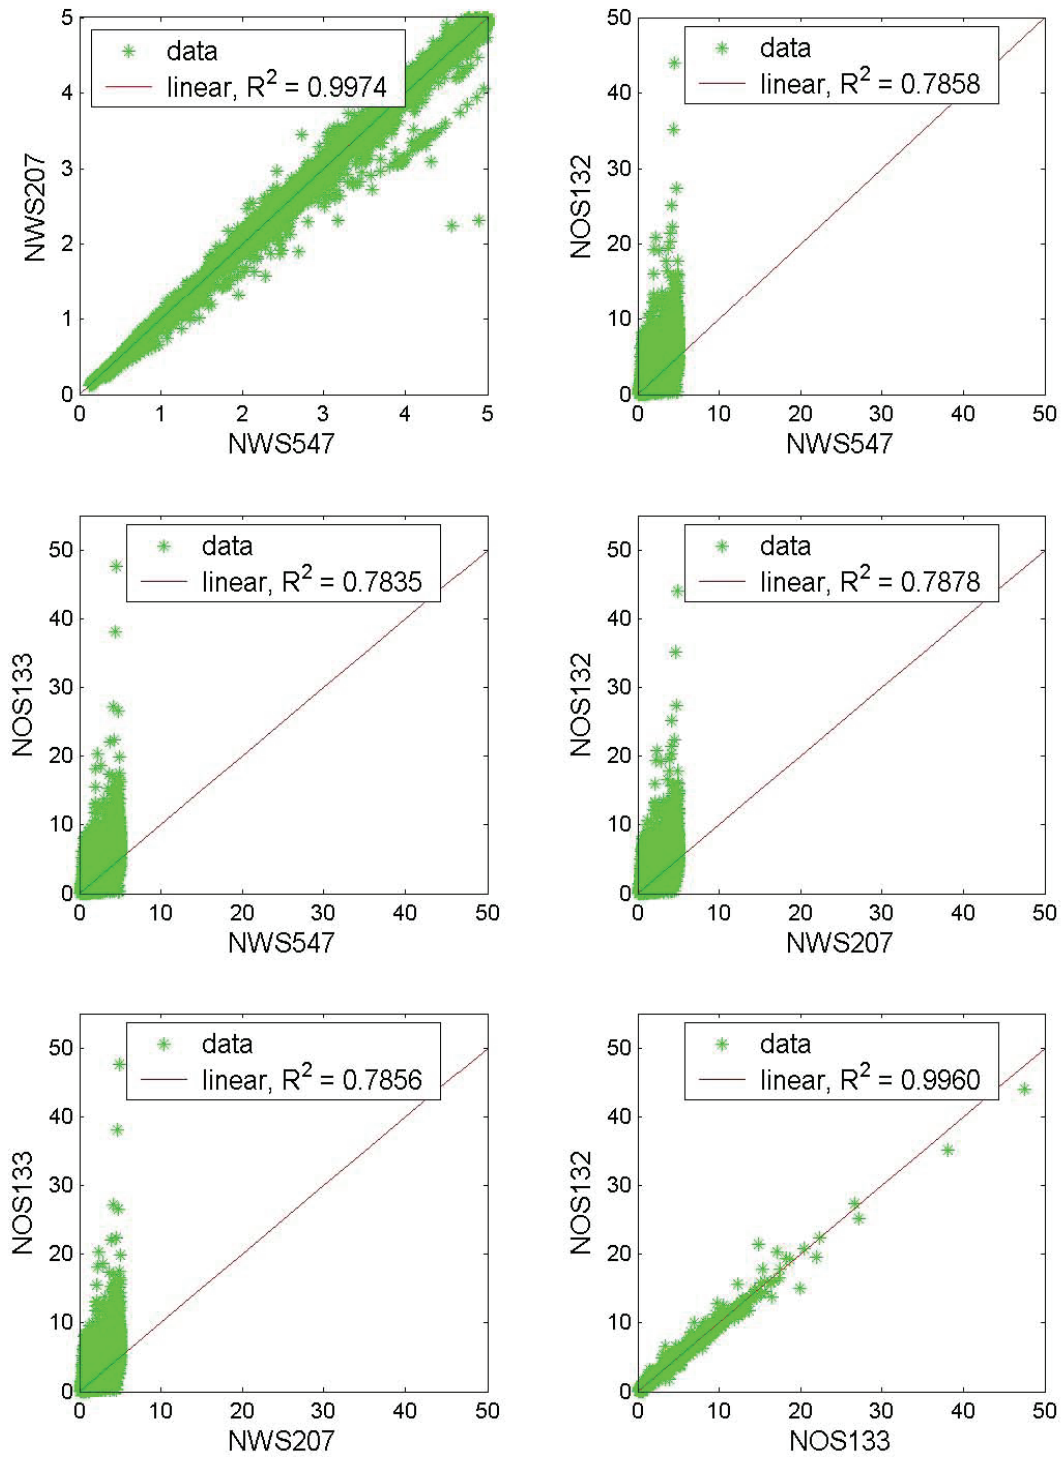 data
linear, R² = 0.9974
5
4
3
2
1
0
NWS207
0 1 2 3 4 5
NWS547
data
linear, R² = 0.7858
50
40
30
20
10
0
NOS132
0 10 20 30 40 50
NWS547
data
linear, R² = 0.7835
50
40
30
20
10
0
NOS133
0 10 20 30 40 50
NWS547
data
linear, R² = 0.7878
50
40
30
20
10
0
NOS132
0 10 20 30 40 50
NWS207
data
linear, R² = 0.7856
50
40
30
20
10
0
NOS133
0 10 20 30 40 50
NWS207
data
linear, R² = 0.9960
50
40
30
20
10
0
NOS132
0 10 20 30 40 50
NOS133